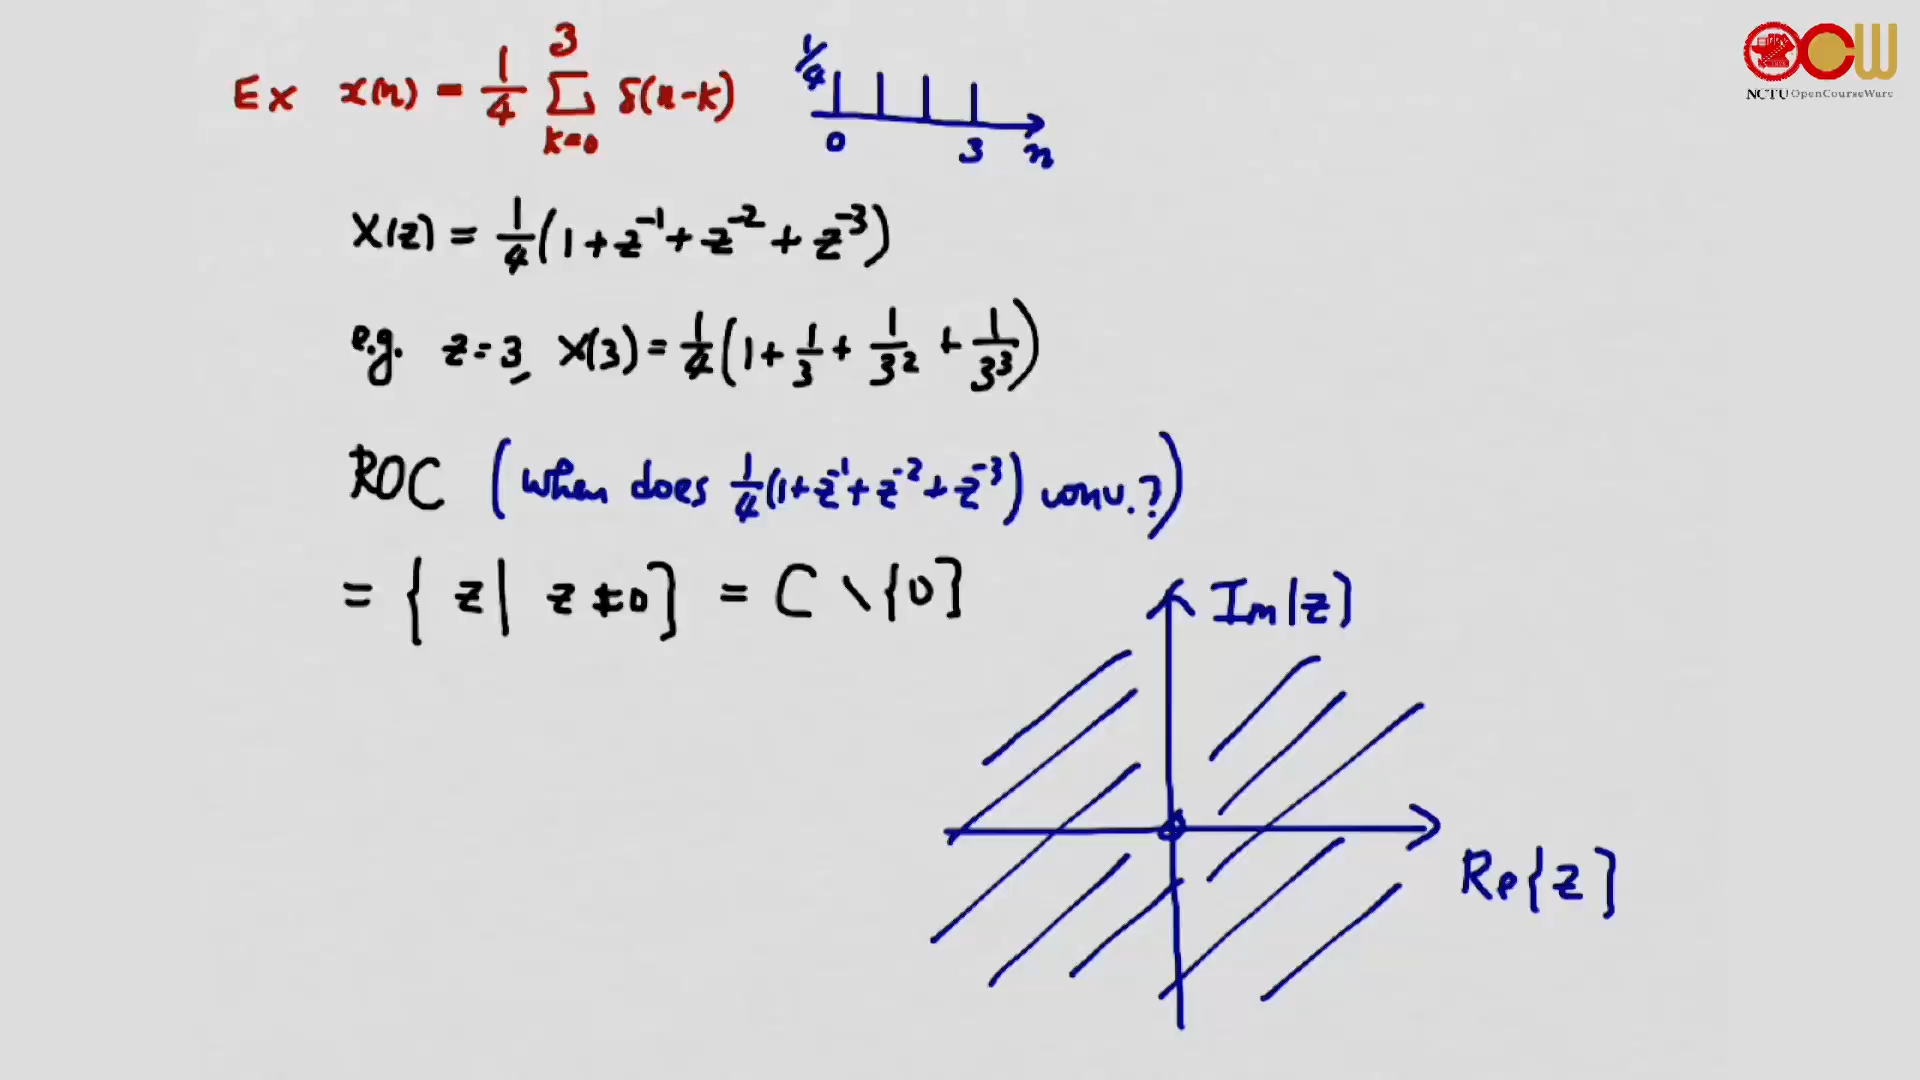 Ex x(n) = 1/4 Σ_{k=0}^{3} δ(n-k)
1/4
0 3 n
X(z) = 1/4 (1 + z^{-1} + z^{-2} + z^{-3})
e.g. z = 3, X(3) = 1/4 (1 + 1/3 + 1/3^2 + 1/3^3)
ROC (when does 1/4 (1 + z^{-1} + z^{-2} + z^{-3}) conv.?)
= { z | z ≠ 0 } = C \ {0}
Im{z}
Re{z}
OCW
NCTU OpenCourseWare